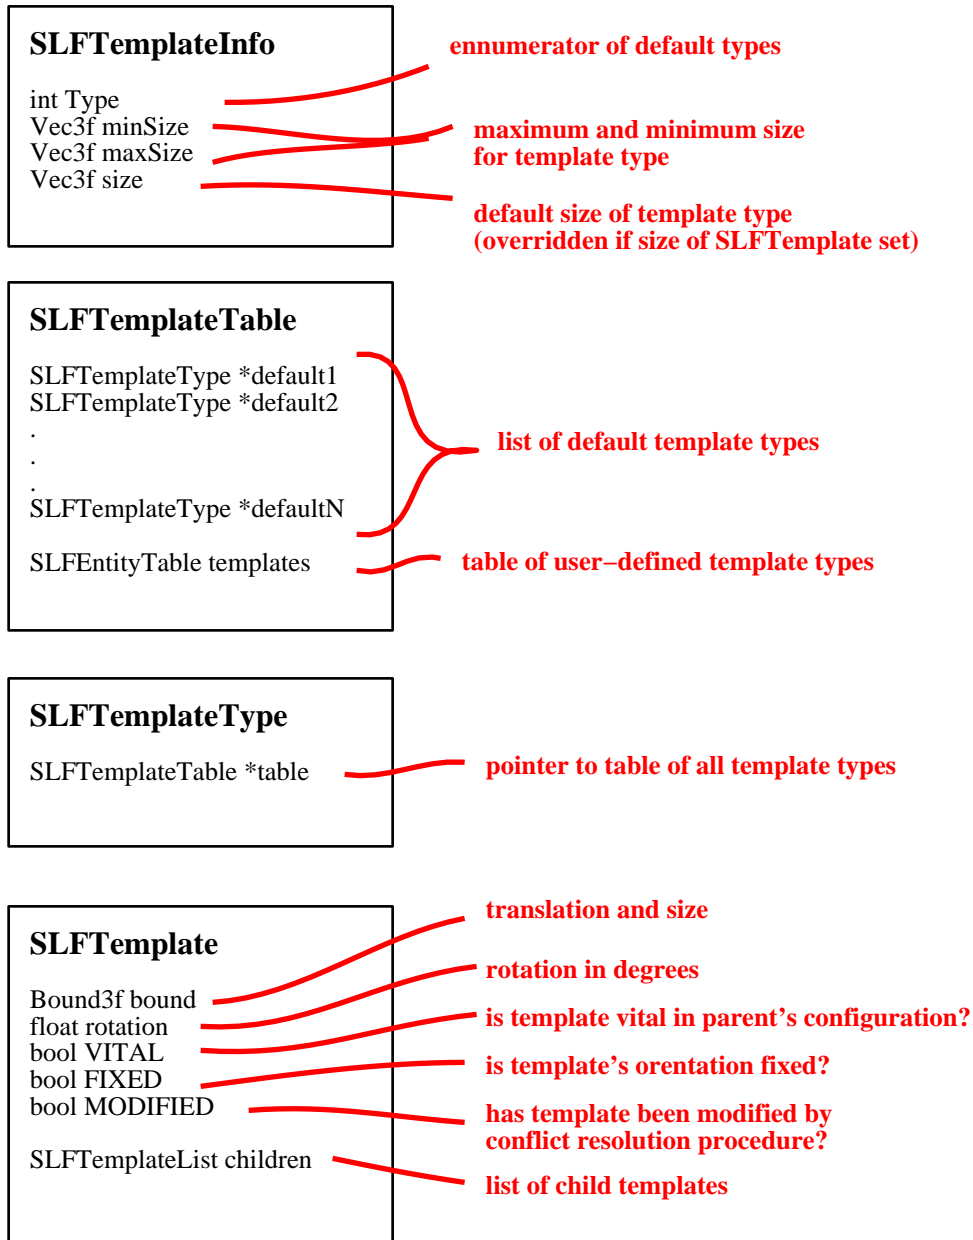 SLFTemplateInfo
ennumerator of default types
int Type
Vec3f minSize
Vec3f maxSize
Vec3f size
maximum and minimum size
for template type
default size of template type
(overridden if size of SLFTemplate set)
SLFTemplateTable
SLFTemplateType *default1
SLFTemplateType *default2
.
.
.
SLFTemplateType *defaultN
list of default template types
SLFEntityTable templates
table of user−defined template types
SLFTemplateType
SLFTemplateTable *table
pointer to table of all template types
SLFTemplate
translation and size
Bound3f bound
float rotation
bool VITAL
bool FIXED
bool MODIFIED
rotation in degrees
is template vital in parent's configuration?
is template's orentation fixed?
has template been modified by
conflict resolution procedure?
SLFTemplateList children
list of child templates